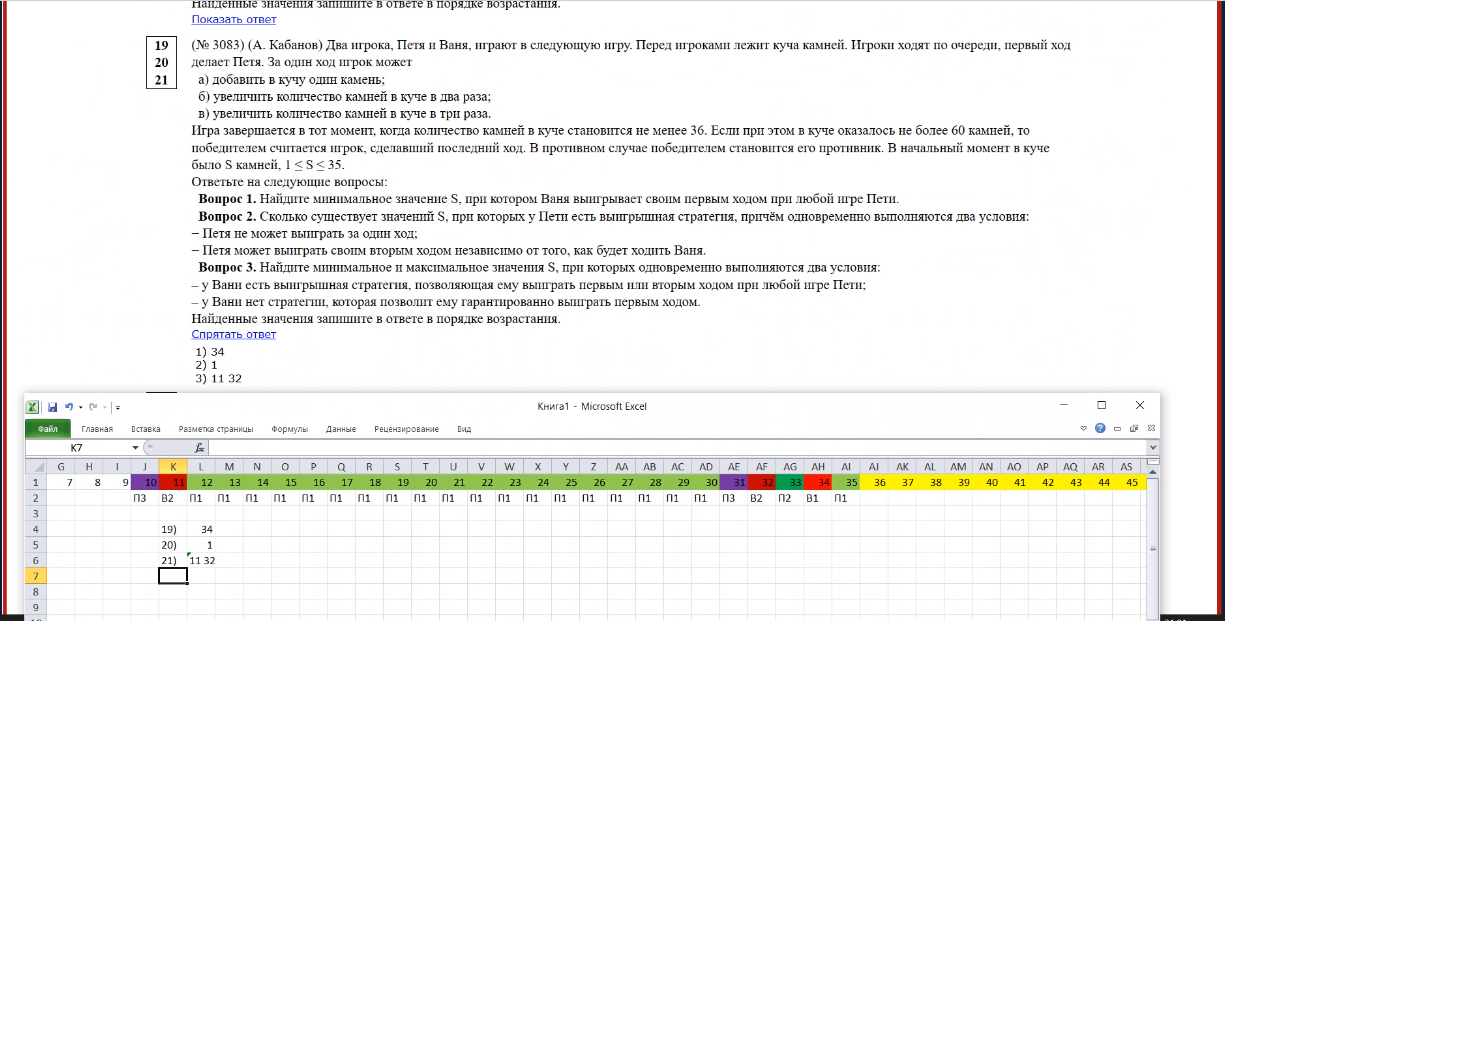 Найденные значения запишите в ответе в порядке возрастания.
Показать ответ
19
20
21
(№ 3083) (А. Кабанов) Два игрока, Петя и Ваня, играют в следующую игру. Перед игроками лежит куча камней. Игроки ходят по очереди, первый ход
делает Петя. За один ход игрок может
а) добавить в кучу один камень;
б) увеличить количество камней в куче в два раза;
в) увеличить количество камней в куче в три раза.
Игра завершается в тот момент, когда количество камней в куче становится не менее 36. Если при этом в куче оказалось не более 60 камней, то
победителем считается игрок, сделавший последний ход. В противном случае победителем становится его противник. В начальный момент в куче
было S камней, 1 ≤ S ≤ 35.
Ответьте на следующие вопросы:
Вопрос 1. Найдите минимальное значение S, при котором Ваня выигрывает своим первым ходом при любой игре Пети.
Вопрос 2. Сколько существует значений S, при которых у Пети есть выигрышная стратегия, причём одновременно выполняются два условия:
− Петя не может выиграть за один ход;
− Петя может выиграть своим вторым ходом независимо от того, как будет ходить Ваня.
Вопрос 3. Найдите минимальное и максимальное значения S, при которых одновременно выполняются два условия:
– у Вани есть выигрышная стратегия, позволяющая ему выиграть первым или вторым ходом при любой игре Пети;
– у Вани нет стратегии, которая позволит ему гарантированно выиграть первым ходом.
Найденные значения запишите в ответе в порядке возрастания.
Спрятать ответ
1) 34
2) 1
3) 11 32
Книга1 - Microsoft Excel
Файл Главная Вставка Разметка страницы Формулы Данные Рецензирование Вид
K7 fx
G H I J K L M N O P Q R S T U V W X Y Z AA AB AC AD AE AF AG AH AI AJ AK AL AM AN AO AP AQ AR AS
1 7 8 9 10 11 12 13 14 15 16 17 18 19 20 21 22 23 24 25 26 27 28 29 30 31 32 33 34 35 36 37 38 39 40 41 42 43 44 45
2 П3 В2 П1 П1 П1 П1 П1 П1 П1 П1 П1 П1 П1 П1 П1 П1 П1 П1 П1 П1 П1 П3 В2 П2 В1 П1
3
4 19) 34
5 20) 1
6 21) 11 32
7
8
9